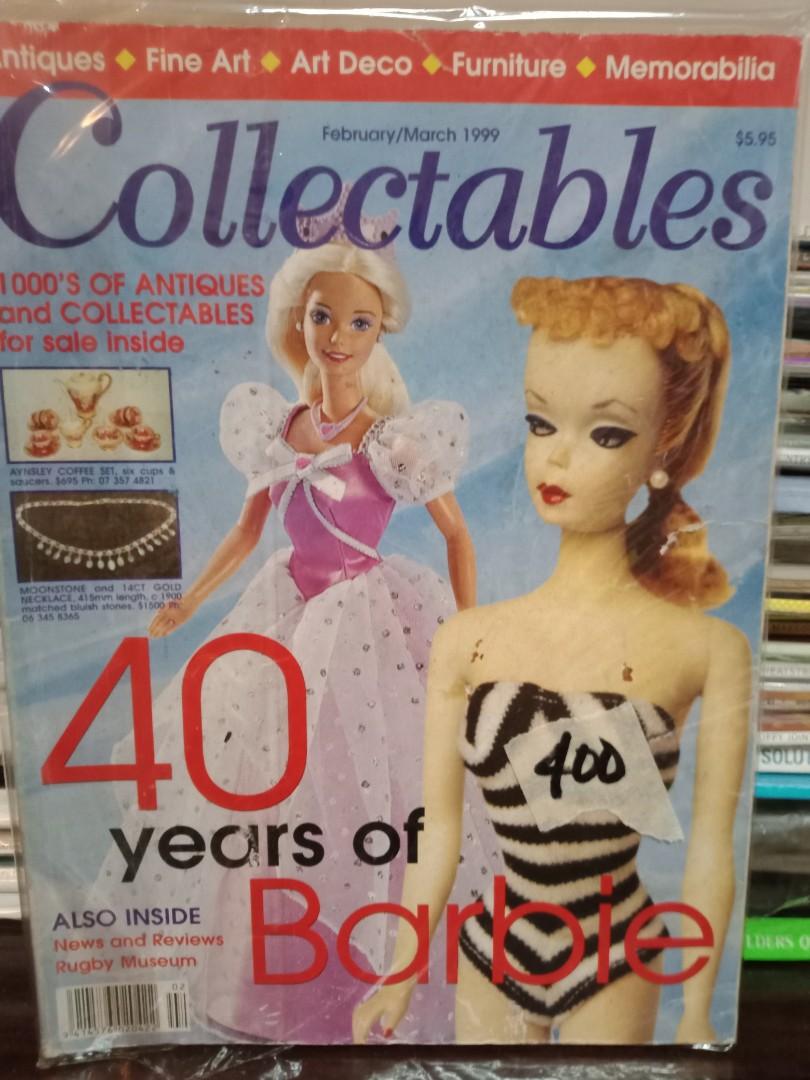 ntiques ◆ Fine Art ◆ Art Deco ◆ Furniture ◆ Memorabilia
February/March 1999
$5.95
Collectables
1000'S OF ANTIQUES
and COLLECTABLES
for sale inside
AYNSLEY COFFEE SET, six cups &
saucers. $695 Ph: 07 357 4821
MOONSTONE and 14CT GOLD
NECKLACE, 415mm length, c 1900
matched bluish stones. $1500 Ph:
06 345 8365
400
40
years of
Barbie
ALSO INSIDE
News and Reviews
Rugby Museum
02
SOLUT
LDERS O